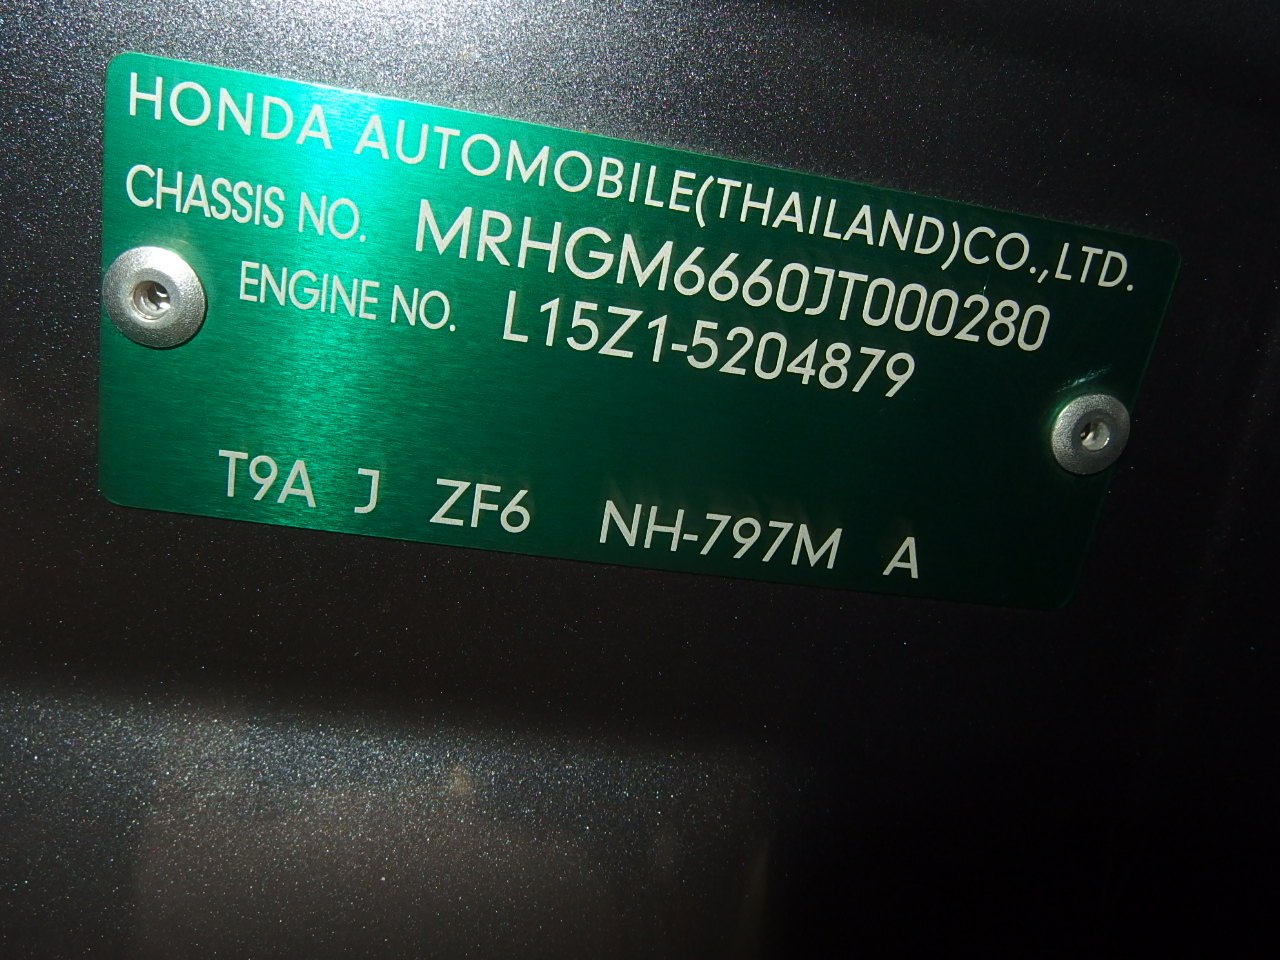 HONDA AUTOMOBILE(THAILAND)CO.,LTD.
CHASSIS NO. MRHGM6660JT000280
ENGINE NO. L15Z1-5204879
T9A J ZF6 NH-797M A